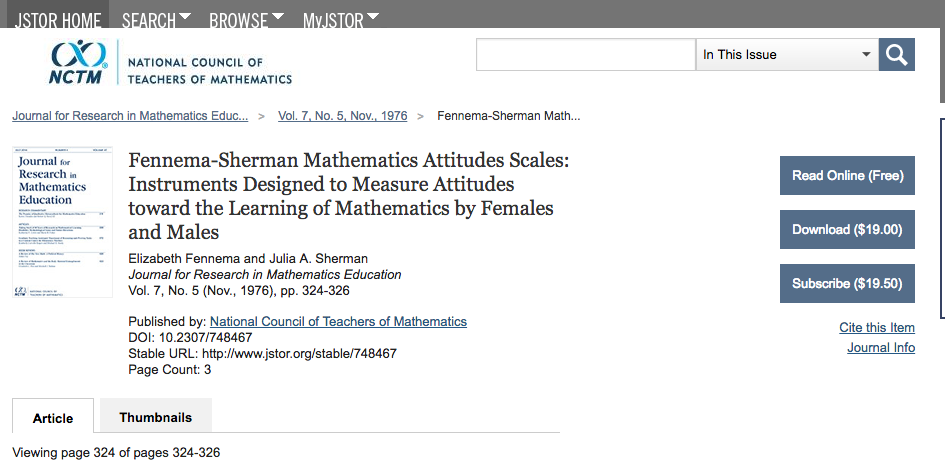 JSTOR HOME SEARCH BROWSE MyJSTOR
NCTM
NATIONAL COUNCIL OF
TEACHERS OF MATHEMATICS
In This Issue
Journal for Research in Mathematics Educ... > Vol. 7, No. 5, Nov., 1976 > Fennema-Sherman Math...
Journal for
Research in
Mathematics
Education
NCTM
Fennema-Sherman Mathematics Attitudes Scales:
Instruments Designed to Measure Attitudes
toward the Learning of Mathematics by Females
and Males
Elizabeth Fennema and Julia A. Sherman
Journal for Research in Mathematics Education
Vol. 7, No. 5 (Nov., 1976), pp. 324-326
Published by: National Council of Teachers of Mathematics
DOI: 10.2307/748467
Stable URL: http://www.jstor.org/stable/748467
Page Count: 3
Read Online (Free)
Download ($19.00)
Subscribe ($19.50)
Cite this Item
Journal Info
Article Thumbnails
Viewing page 324 of pages 324-326